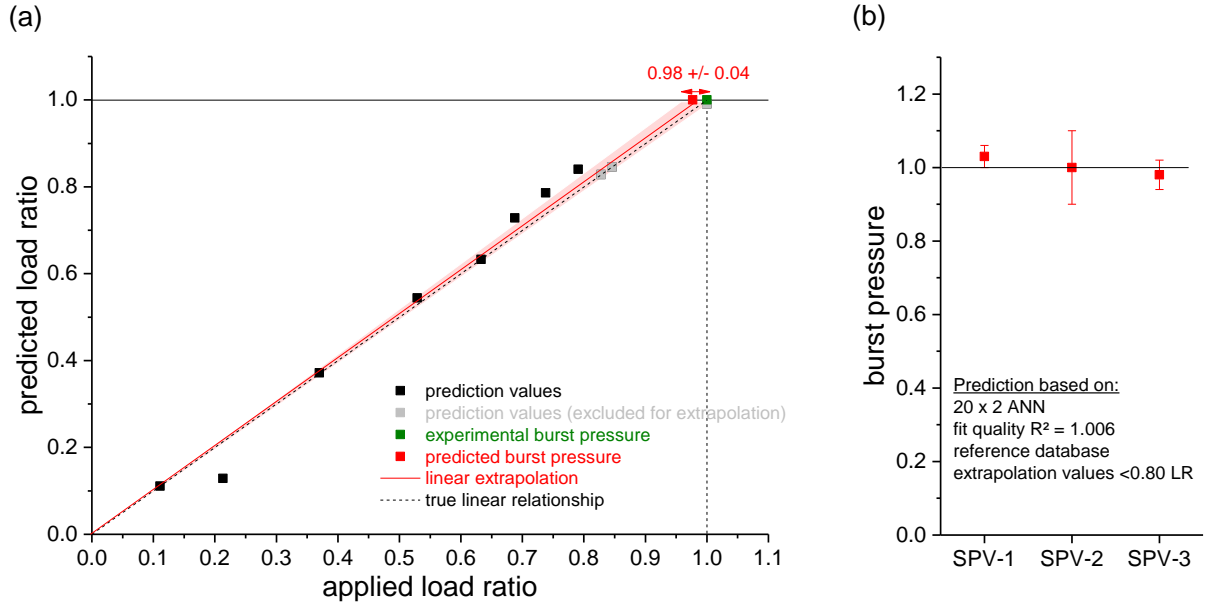 (a)
0.98 +/- 0.04
1.0
0.8
0.6
0.4
0.2
0.0
predicted load ratio
prediction values
prediction values (excluded for extrapolation)
experimental burst pressure
predicted burst pressure
linear extrapolation
true linear relationship
0.0 0.1 0.2 0.3 0.4 0.5 0.6 0.7 0.8 0.9 1.0 1.1
applied load ratio
(b)
1.2
1.0
0.8
0.6
0.4
0.2
0.0
burst pressure
Prediction based on:
20 x 2 ANN
fit quality R² = 1.006
reference database
extrapolation values <0.80 LR
SPV-1 SPV-2 SPV-3